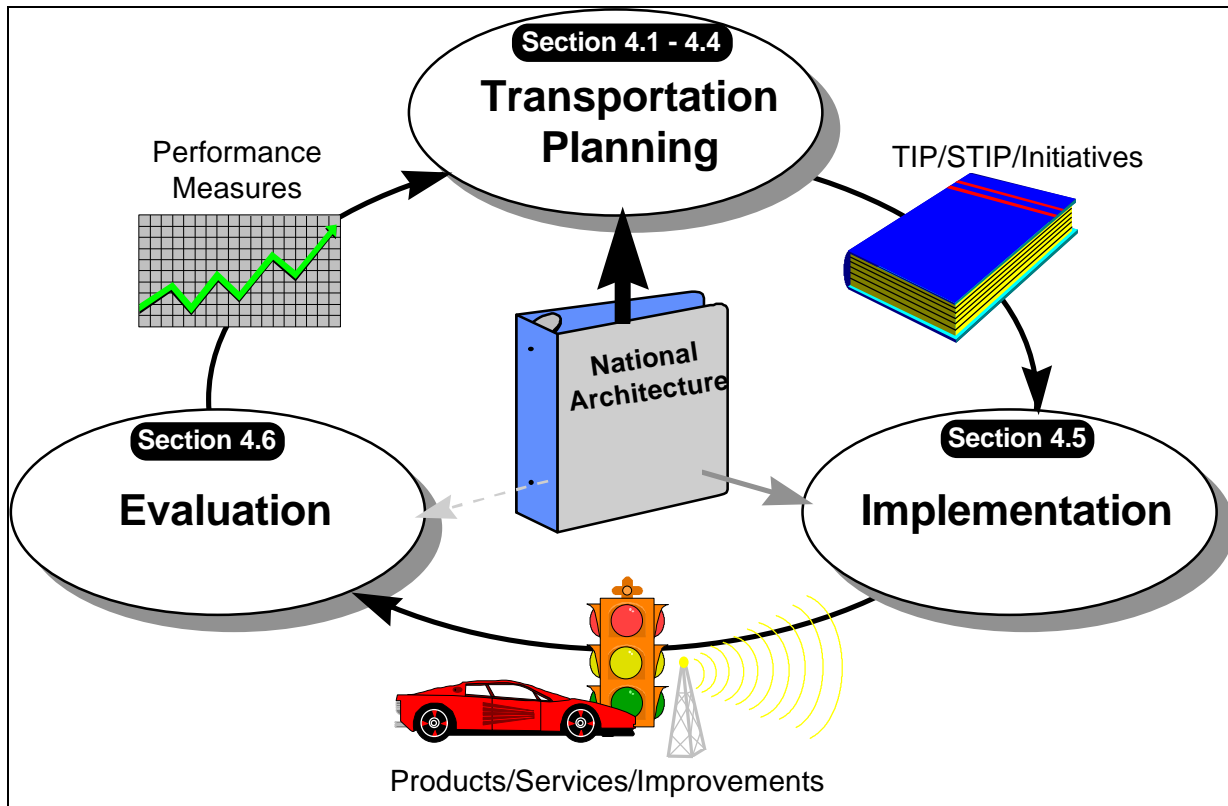 Section 4.1 - 4.4
Transportation
Planning
Performance
Measures
TIP/STIP/Initiatives
National
Architecture
Section 4.6
Evaluation
Section 4.5
Implementation
Products/Services/Improvements